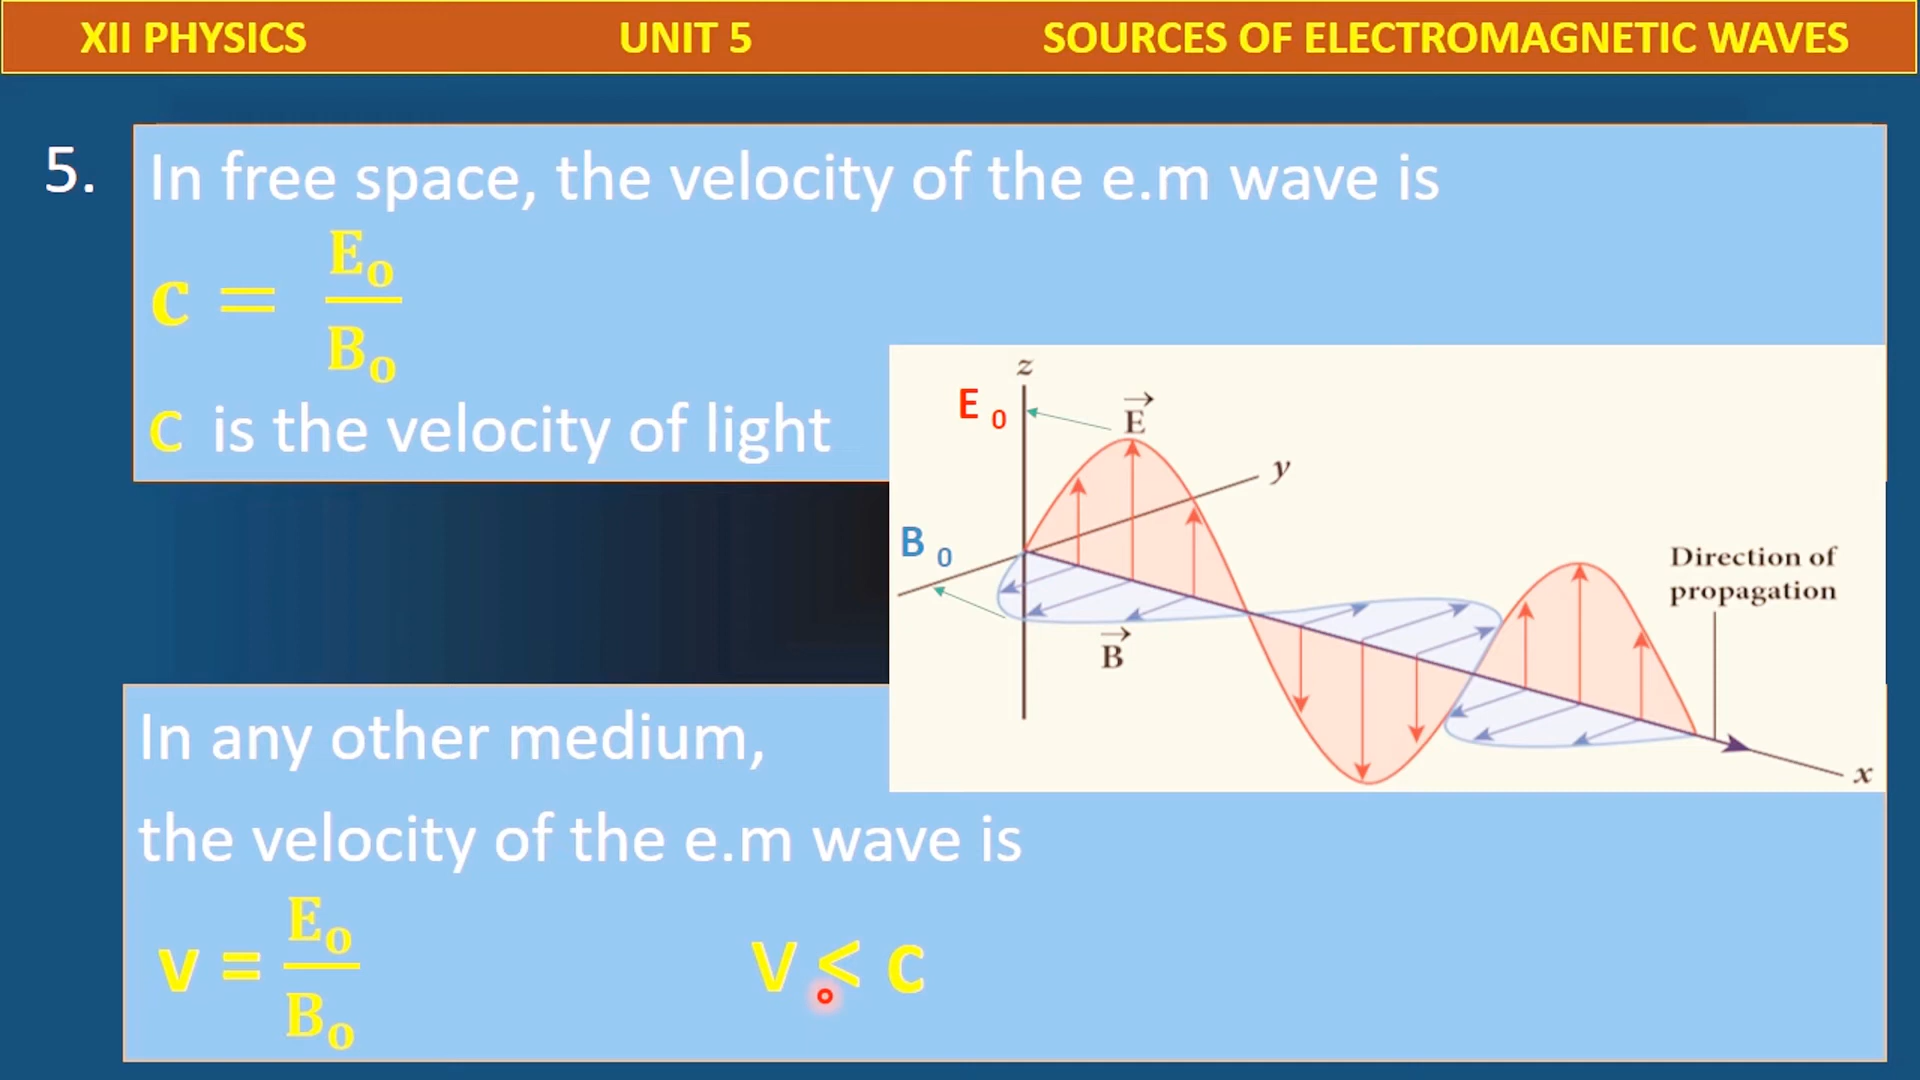 XII PHYSICS UNIT 5 SOURCES OF ELECTROMAGNETIC WAVES
5. In free space, the velocity of the e.m wave is
c = E₀/B₀
C is the velocity of light
z
E 0
E⃗
y
B 0
B⃗
Direction of
propagation
x
In any other medium,
the velocity of the e.m wave is
v = E₀/B₀ V < C